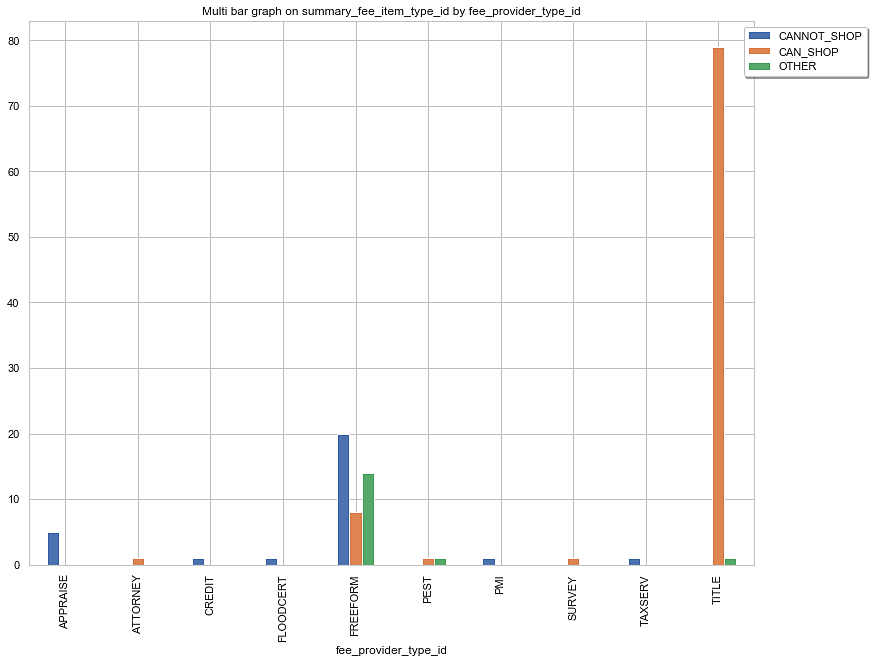 Multi bar graph on summary_fee_item_type_id by fee_provider_type_id
CANNOT_SHOP
CAN_SHOP
OTHER
80
70
60
50
40
30
20
10
0
APPRAISE
ATTORNEY
CREDIT
FLOODCERT
FREEFORM
PEST
PMI
SURVEY
TAXSERV
TITLE
fee_provider_type_id